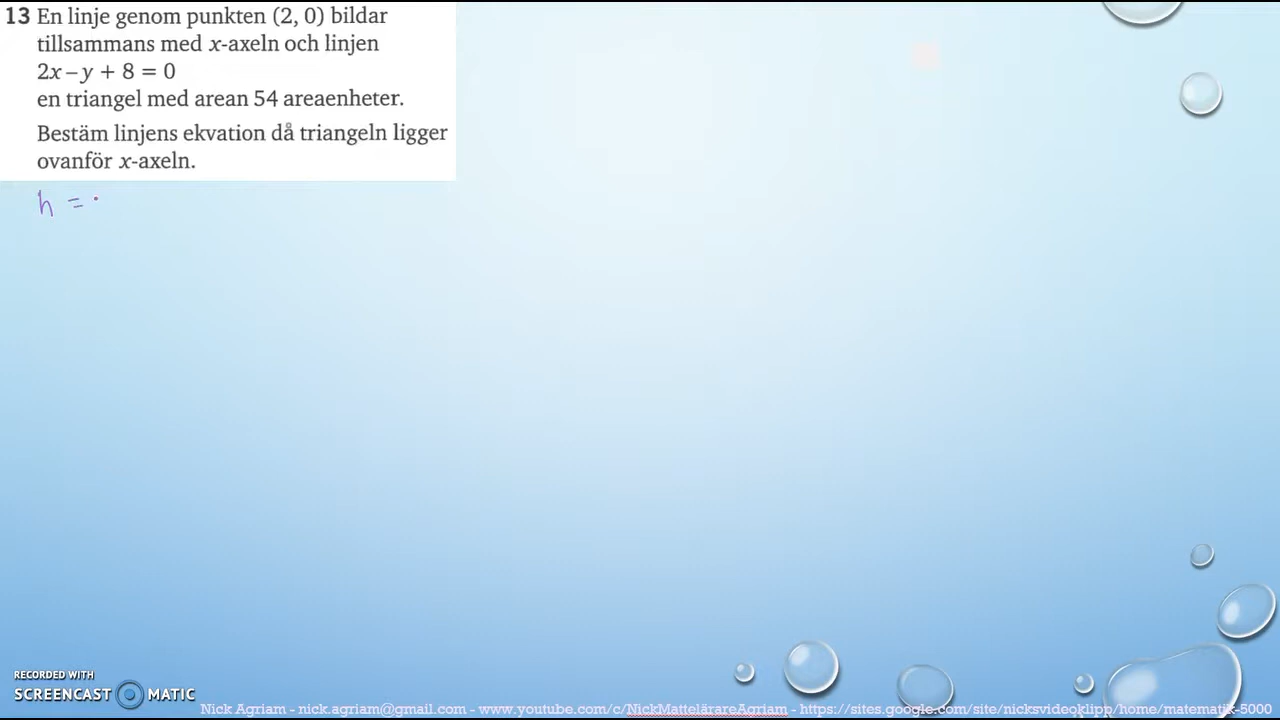 13 En linje genom punkten (2, 0) bildar
tillsammans med x-axeln och linjen
2x – y + 8 = 0
en triangel med arean 54 areaenheter.
Bestäm linjens ekvation då triangeln ligger
ovanför x-axeln.
h =
RECORDED WITH
SCREENCAST MATIC
Nick Agriam - nick.agriam@gmail.com - www.youtube.com/c/NickMattelärareAgriam - https://sites.google.com/site/nicksvideoklipp/home/matematik-5000